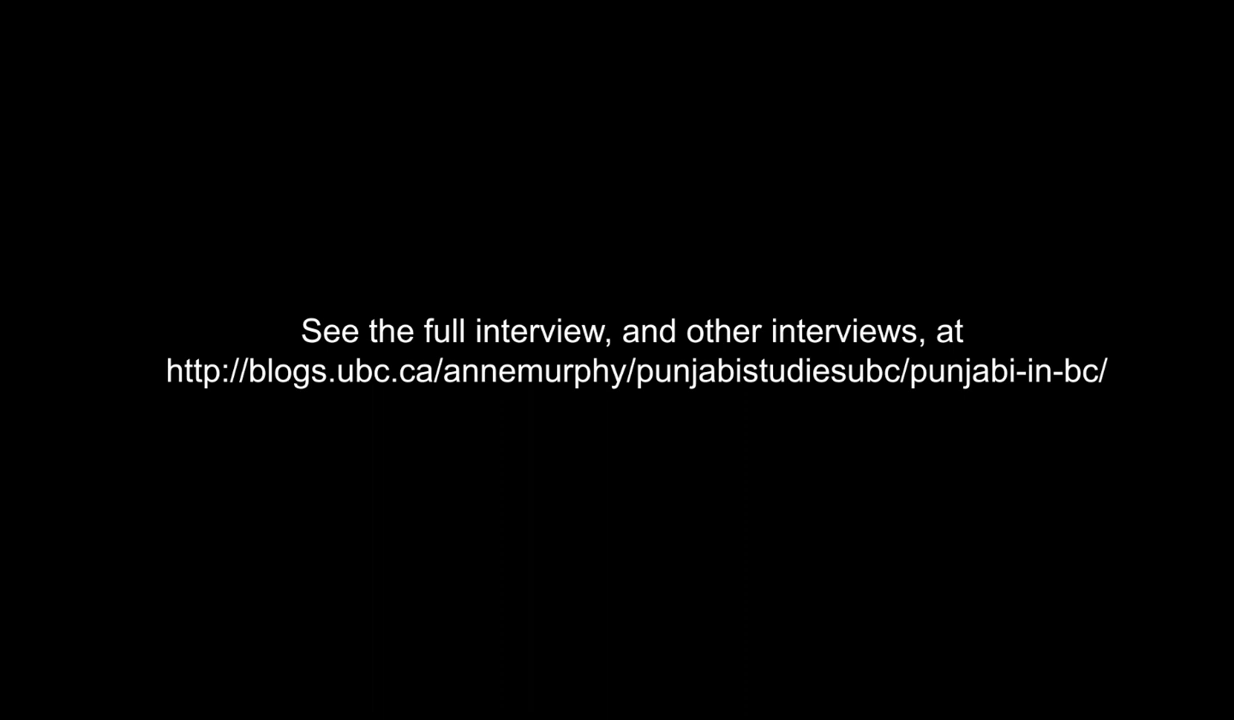 See the full interview, and other interviews, at
http://blogs.ubc.ca/annemurphy/punjabistudiesubc/punjabi-in-bc/